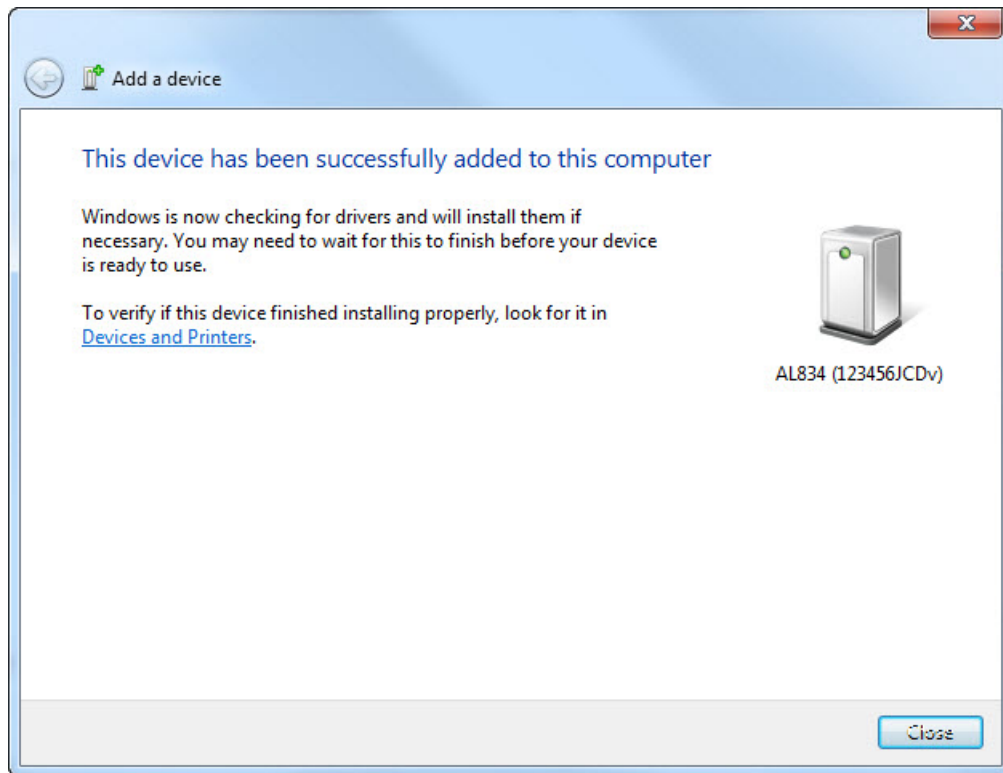 Add a device
This device has been successfully added to this computer
Windows is now checking for drivers and will install them if
necessary. You may need to wait for this to finish before your device
is ready to use.
To verify if this device finished installing properly, look for it in
Devices and Printers.
AL834 (123456JCDv)
Close